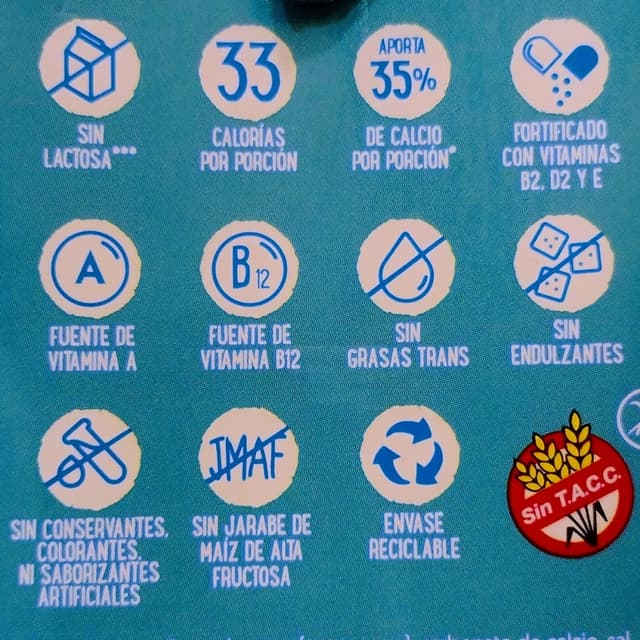 SIN
LACTOSA***
33
CALORÍAS
POR PORCIÓN
APORTA
35%
DE CALCIO
POR PORCIÓN*
FORTIFICADO
CON VITAMINAS
B2, D2 Y E
A
FUENTE DE
VITAMINA A
B12
FUENTE DE
VITAMINA B12
SIN
GRASAS TRANS
SIN
ENDULZANTES
SIN CONSERVANTES,
COLORANTES,
NI SABORIZANTES
ARTIFICIALES
JMAF
SIN JARABE DE
MAÍZ DE ALTA
FRUCTOSA
ENVASE
RECICLABLE
Sin T.A.C.C.